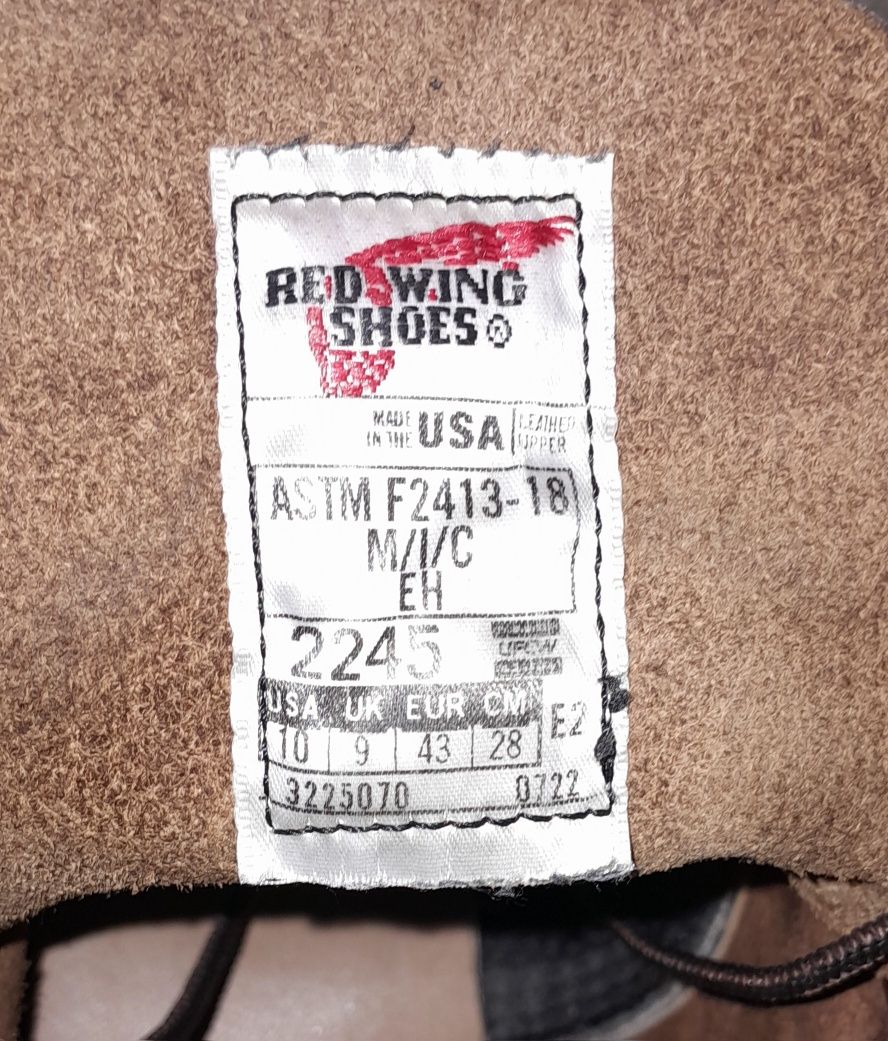 RED WING
SHOES ®
MADE IN THE USA LEATHER UPPER
ASTM F2413-18
M/I/C
EH
2245 UFCW
USA UK EUR CM E2
10 9 43 28
3225070 0722